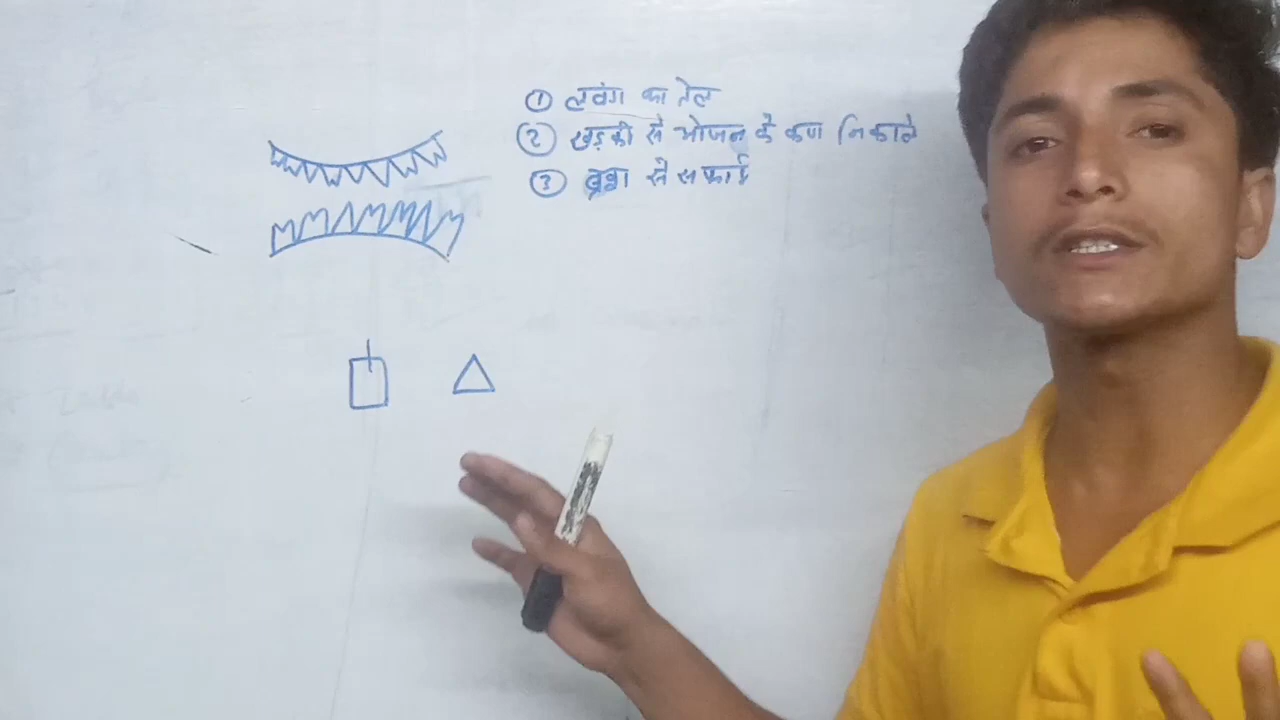 ① लवंग का तेल
② खड़की से भोजन के कण निकाले
③ ब्रश से सफाई